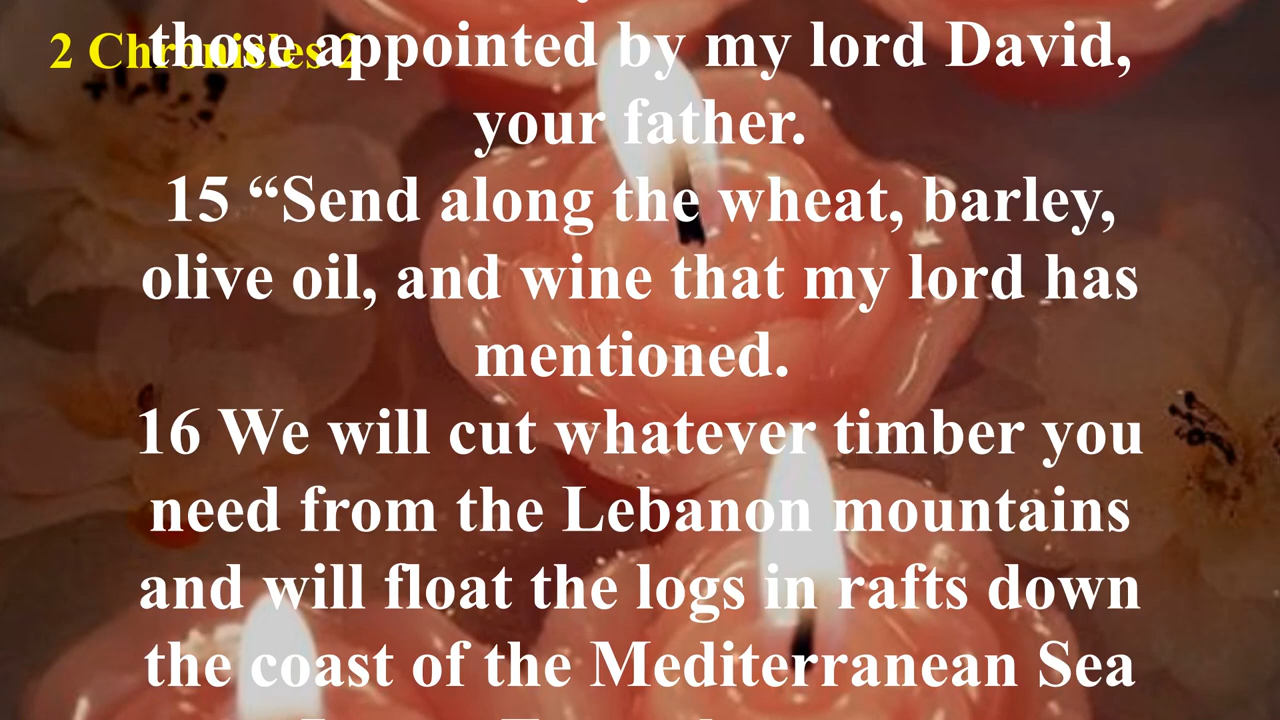 2 Chronicles 2
those appointed by my lord David,
your father.
15 “Send along the wheat, barley,
olive oil, and wine that my lord has
mentioned.
16 We will cut whatever timber you
need from the Lebanon mountains
and will float the logs in rafts down
the coast of the Mediterranean Sea